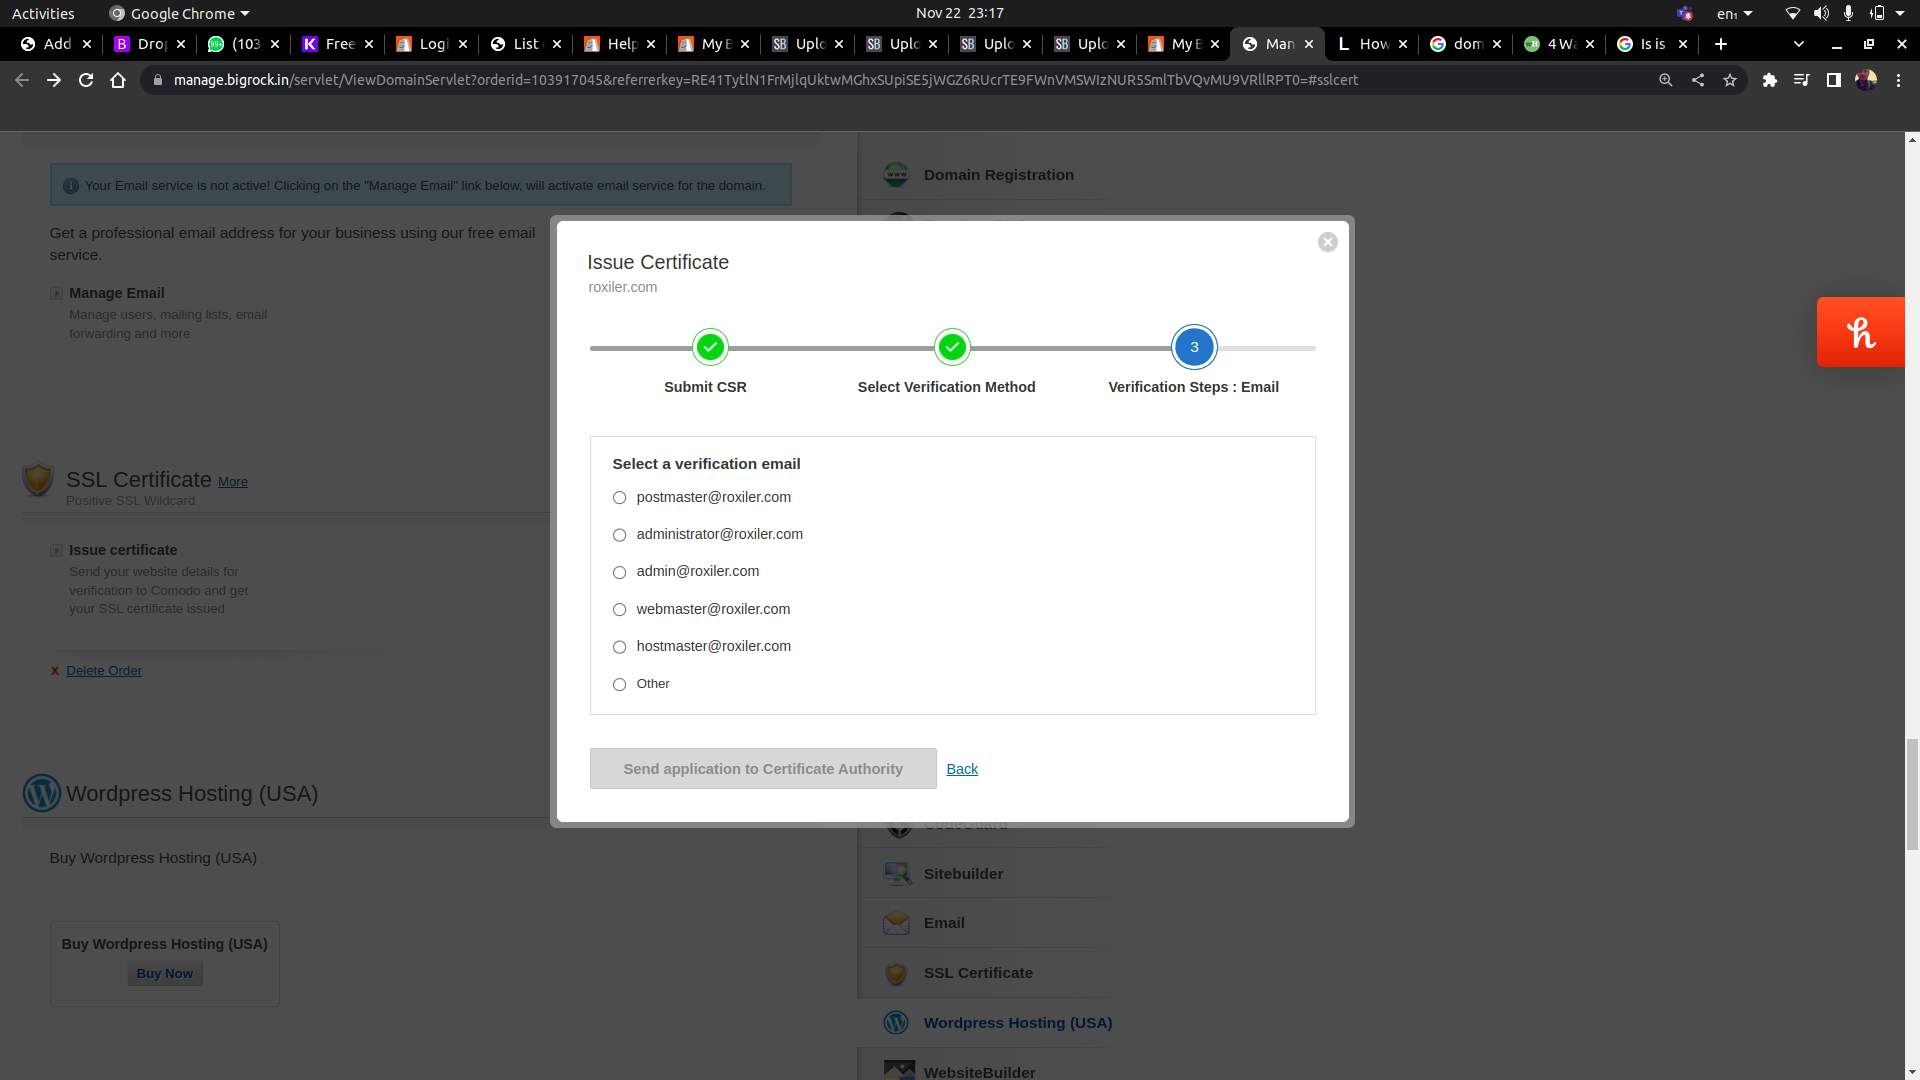 Activities Google Chrome Nov 22 23:17 en₁
Add (103 Free Logi List Help My B Uplo Uplo Uplo Uplo My B Man How dom 4 Wa Is is
manage.bigrock.in/servlet/ViewDomainServlet?orderid=103917045&referrerkey=RE41TytlN1FrMjlqUktwMGhxSUpiSE5jWGZ6RUcrTE9FWnVMSWIzNUR5SmlTbVQvMU9VRllRPT0=#sslcert
Your Email service is not active! Clicking on the "Manage Email" link below, will activate email service for the domain.
Get a professional email address for your business using our free email
service.
Manage Email
Manage users, mailing lists, email
forwarding and more
SSL Certificate More
Positive SSL Wildcard
Issue certificate
Send your website details for
verification to Comodo and get
your SSL certificate issued
x Delete Order
Wordpress Hosting (USA)
Buy Wordpress Hosting (USA)
Buy Wordpress Hosting (USA)
Buy Now
Issue Certificate
roxiler.com
3
Submit CSR Select Verification Method Verification Steps : Email
Select a verification email
postmaster@roxiler.com
administrator@roxiler.com
admin@roxiler.com
webmaster@roxiler.com
hostmaster@roxiler.com
Other
Send application to Certificate Authority Back
Domain Registration
CodeGuard
Sitebuilder
Email
SSL Certificate
Wordpress Hosting (USA)
WebsiteBuilder